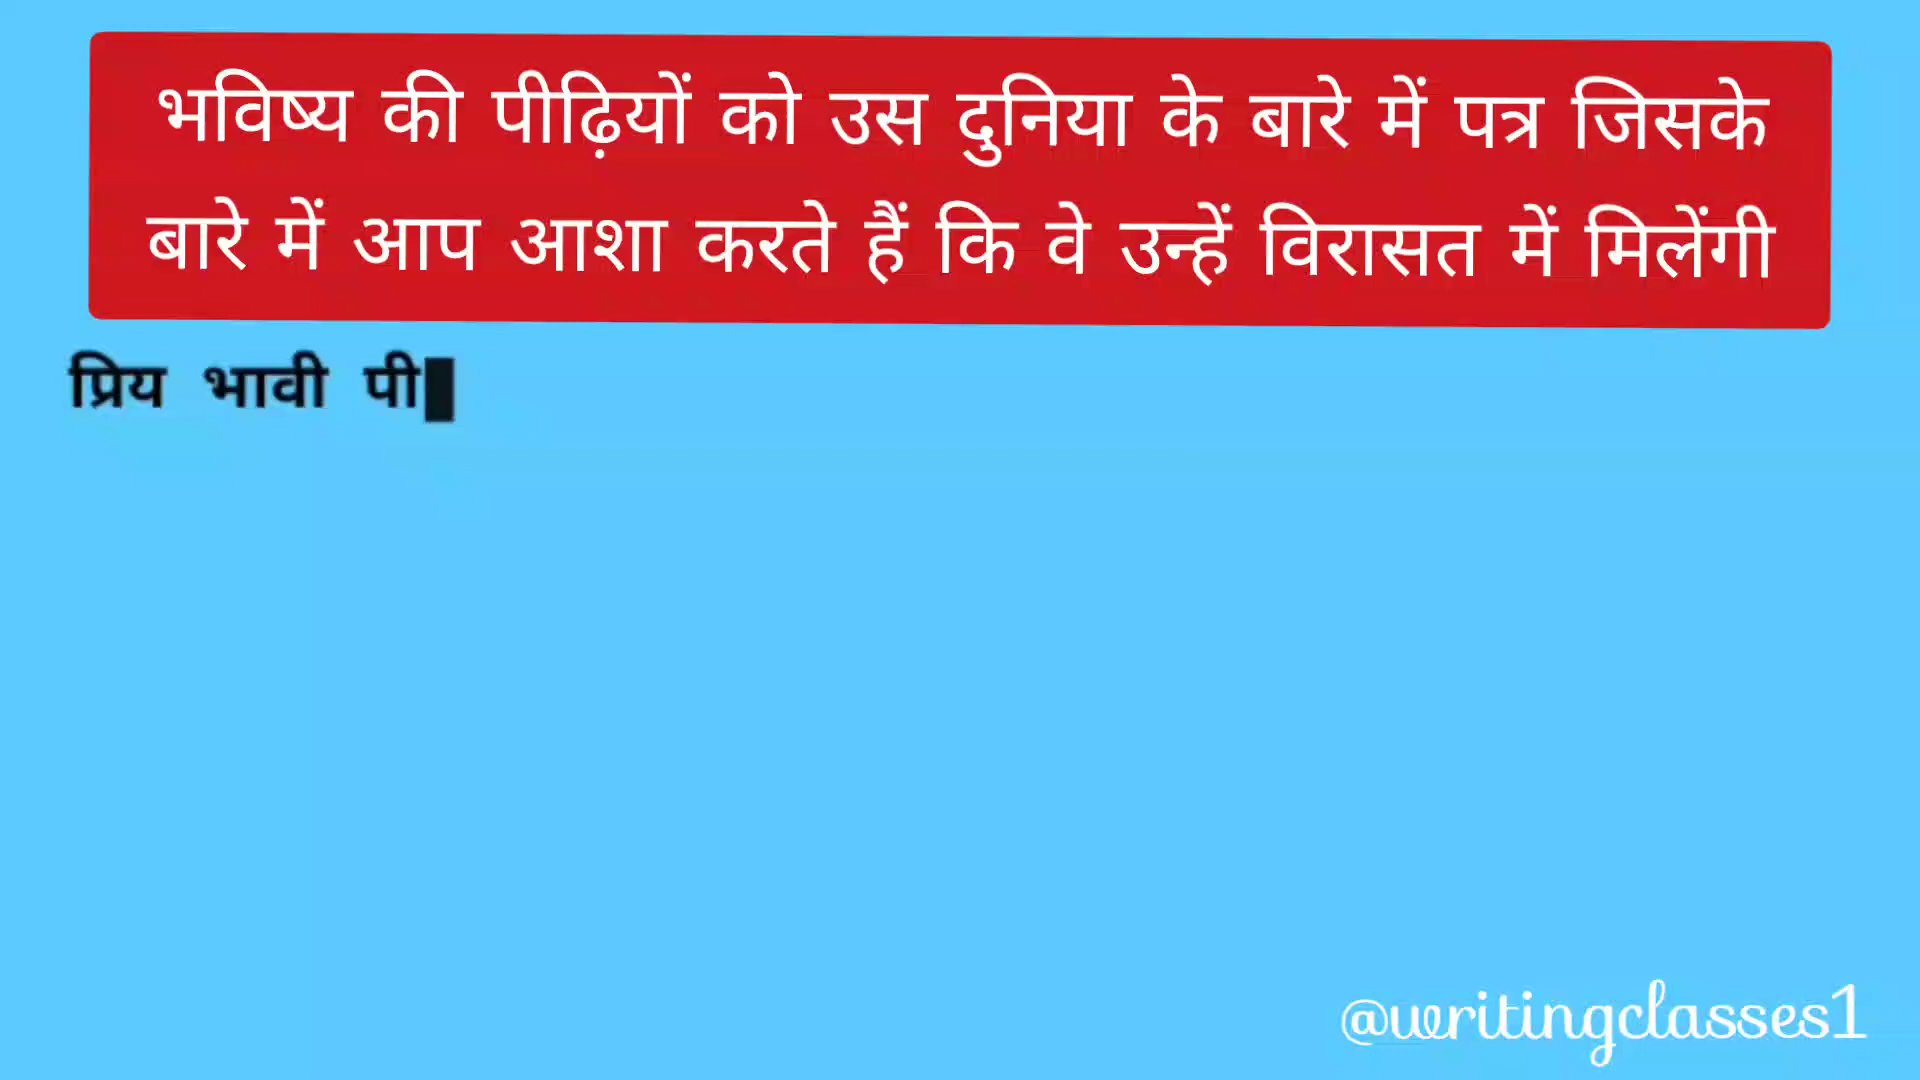 भविष्य की पीढ़ियों को उस दुनिया के बारे में पत्र जिसके
बारे में आप आशा करते हैं कि वे उन्हें विरासत में मिलेंगी
प्रिय भावी पी
@writingclasses1